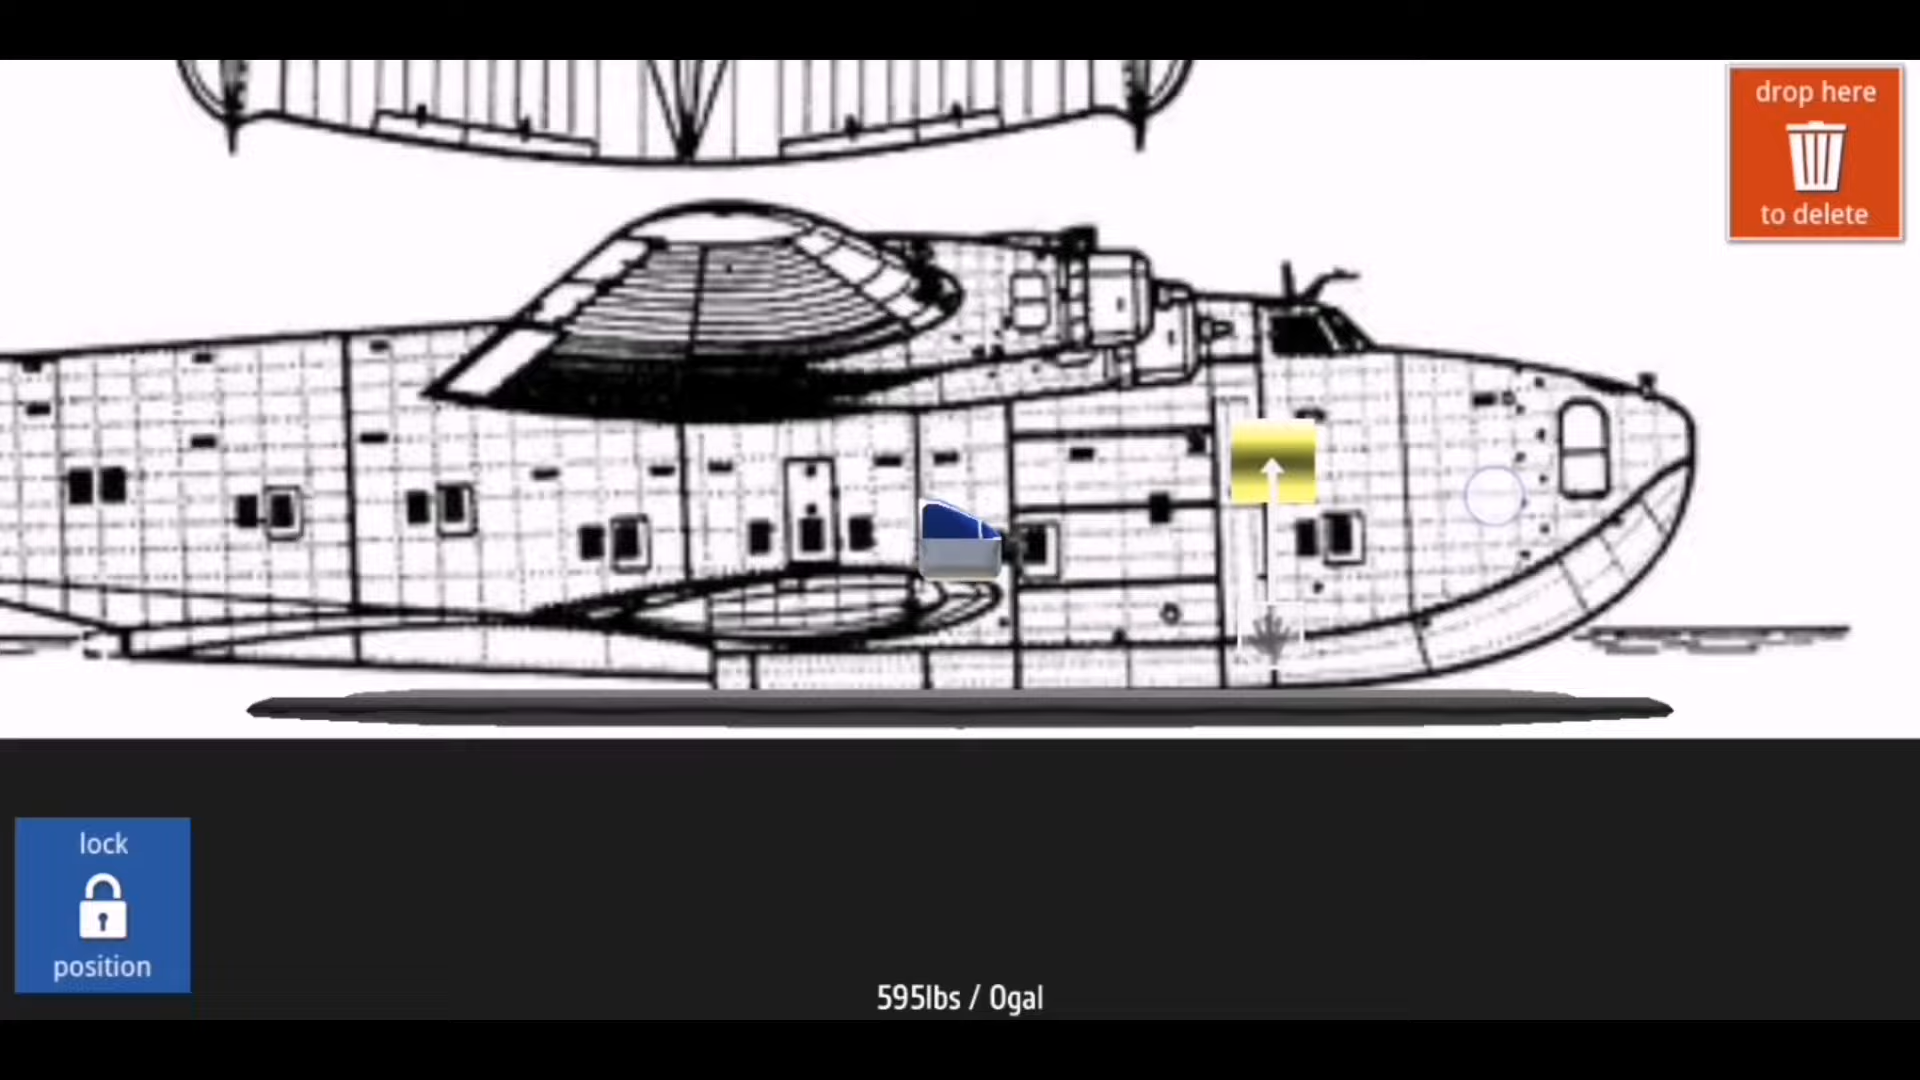 drop here
to delete
lock
position
595lbs / 0gal